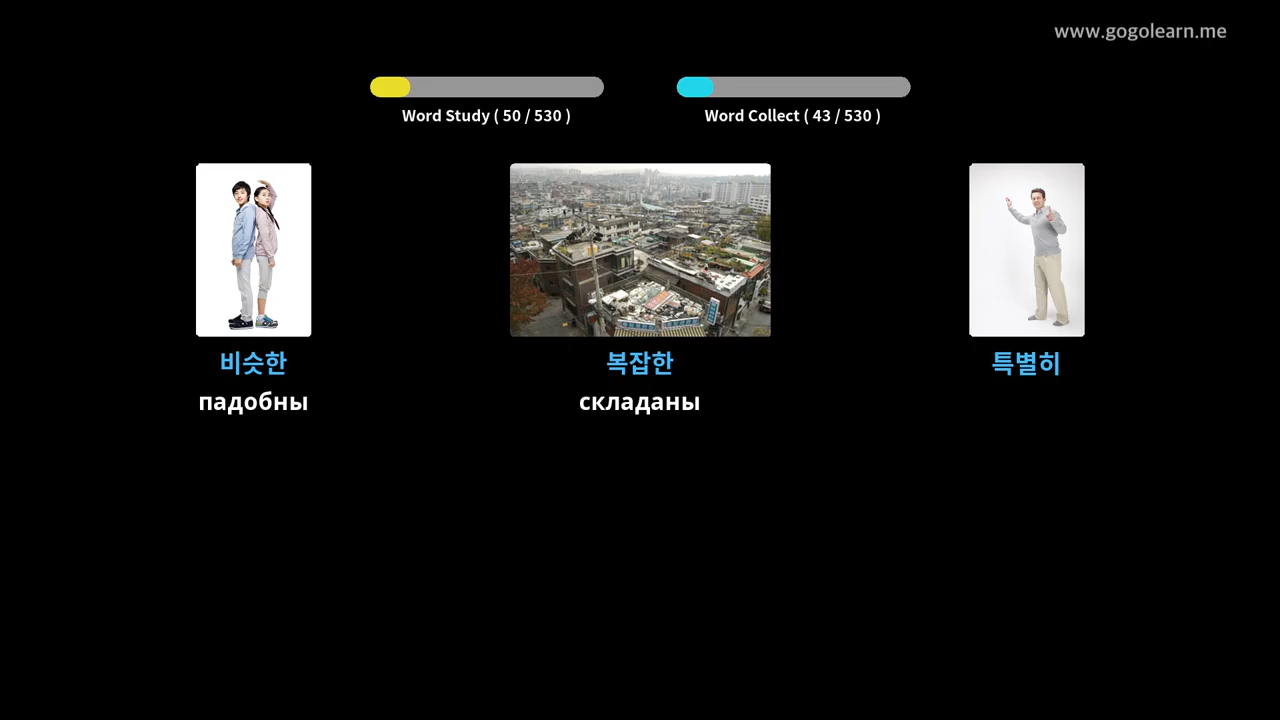 www.gogolearn.me
Word Study ( 50 / 530 )
Word Collect ( 43 / 530 )
비슷한
복잡한
특별히
падобны
складаны